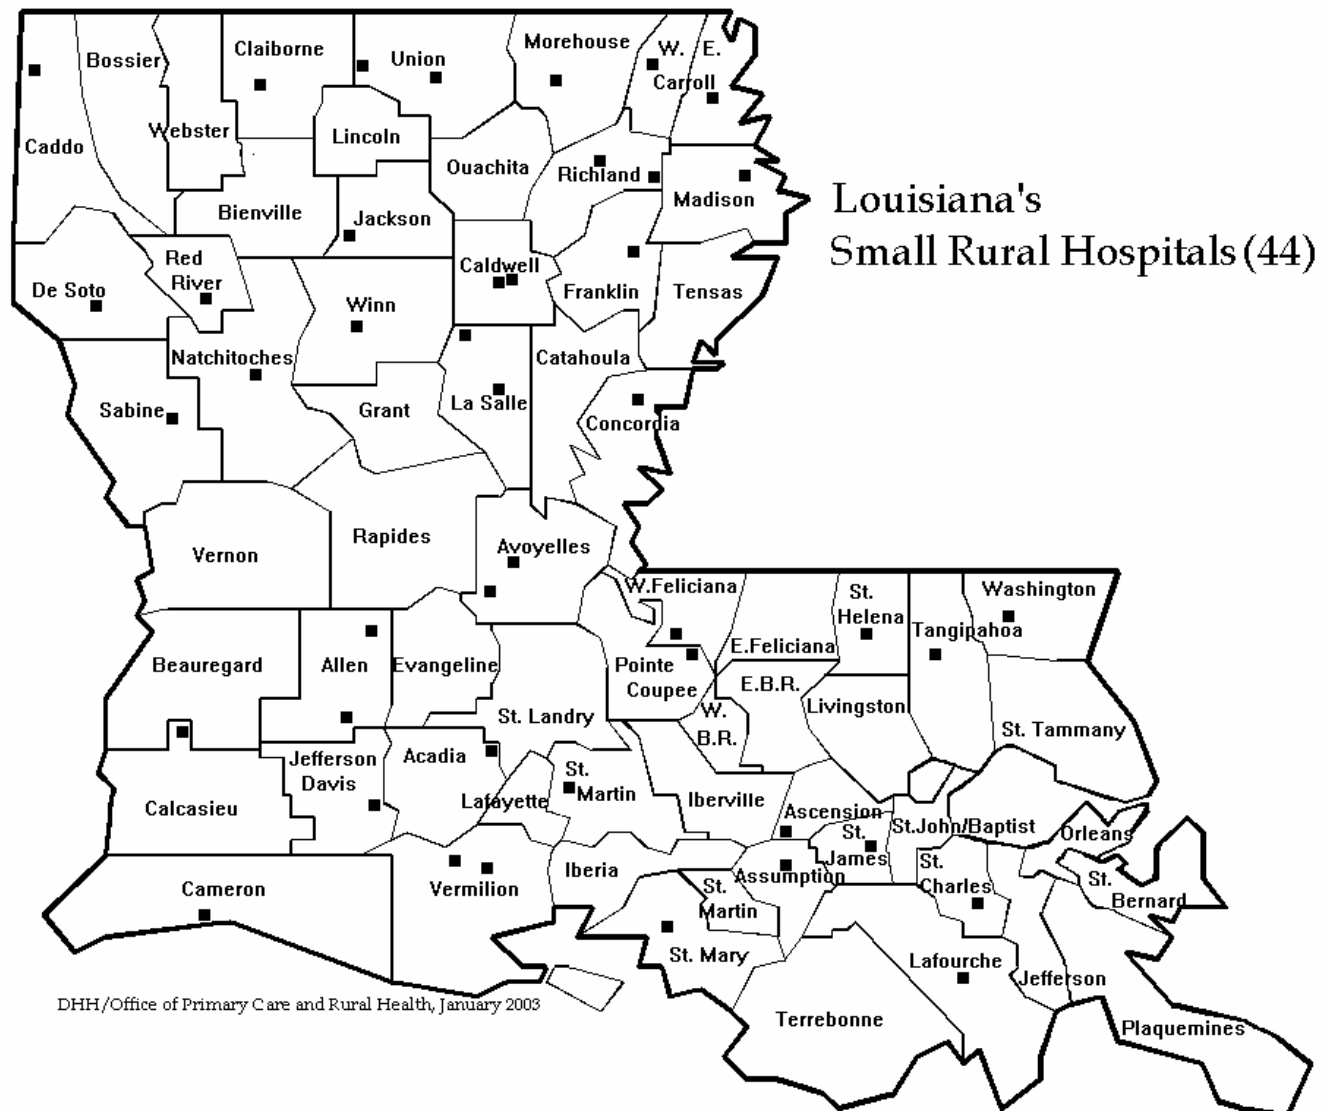 Louisiana's
Small Rural Hospitals (44)
Bossier
Claiborne
Union
Morehouse
W. E.
Carroll
Caddo
Webster
Lincoln
Ouachita
Richland
Madison
Bienville
Jackson
Red
River
De Soto
Winn
Caldwell
Franklin
Tensas
Natchitoches
Catahoula
Sabine
Grant
La Salle
Concordia
Vernon
Rapides
Avoyelles
W.Feliciana
St.
Helena
Washington
Tangipahoa
E.Feliciana
Beauregard
Allen
Evangeline
Pointe
Coupee
E.B.R.
W.
B.R.
Livingston
St. Landry
St. Tammany
Jefferson
Davis
Acadia
Lafayette
St.
Martin
Calcasieu
Iberville
Ascension
St.
James
St.John/Baptist
Orleans
Cameron
Vermilion
Iberia
St.
Martin
Assumption
St.
Charles
St.
Bernard
St. Mary
Lafourche
Jefferson
Terrebonne
Plaquemines
DHH/Office of Primary Care and Rural Health, January 2003